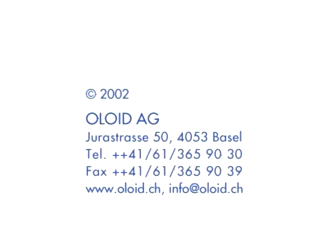 © 2002
OLOID AG
Jurastrasse 50, 4053 Basel
Tel. ++41/61/365 90 30
Fax ++41/61/365 90 39
www.oloid.ch, info@oloid.ch